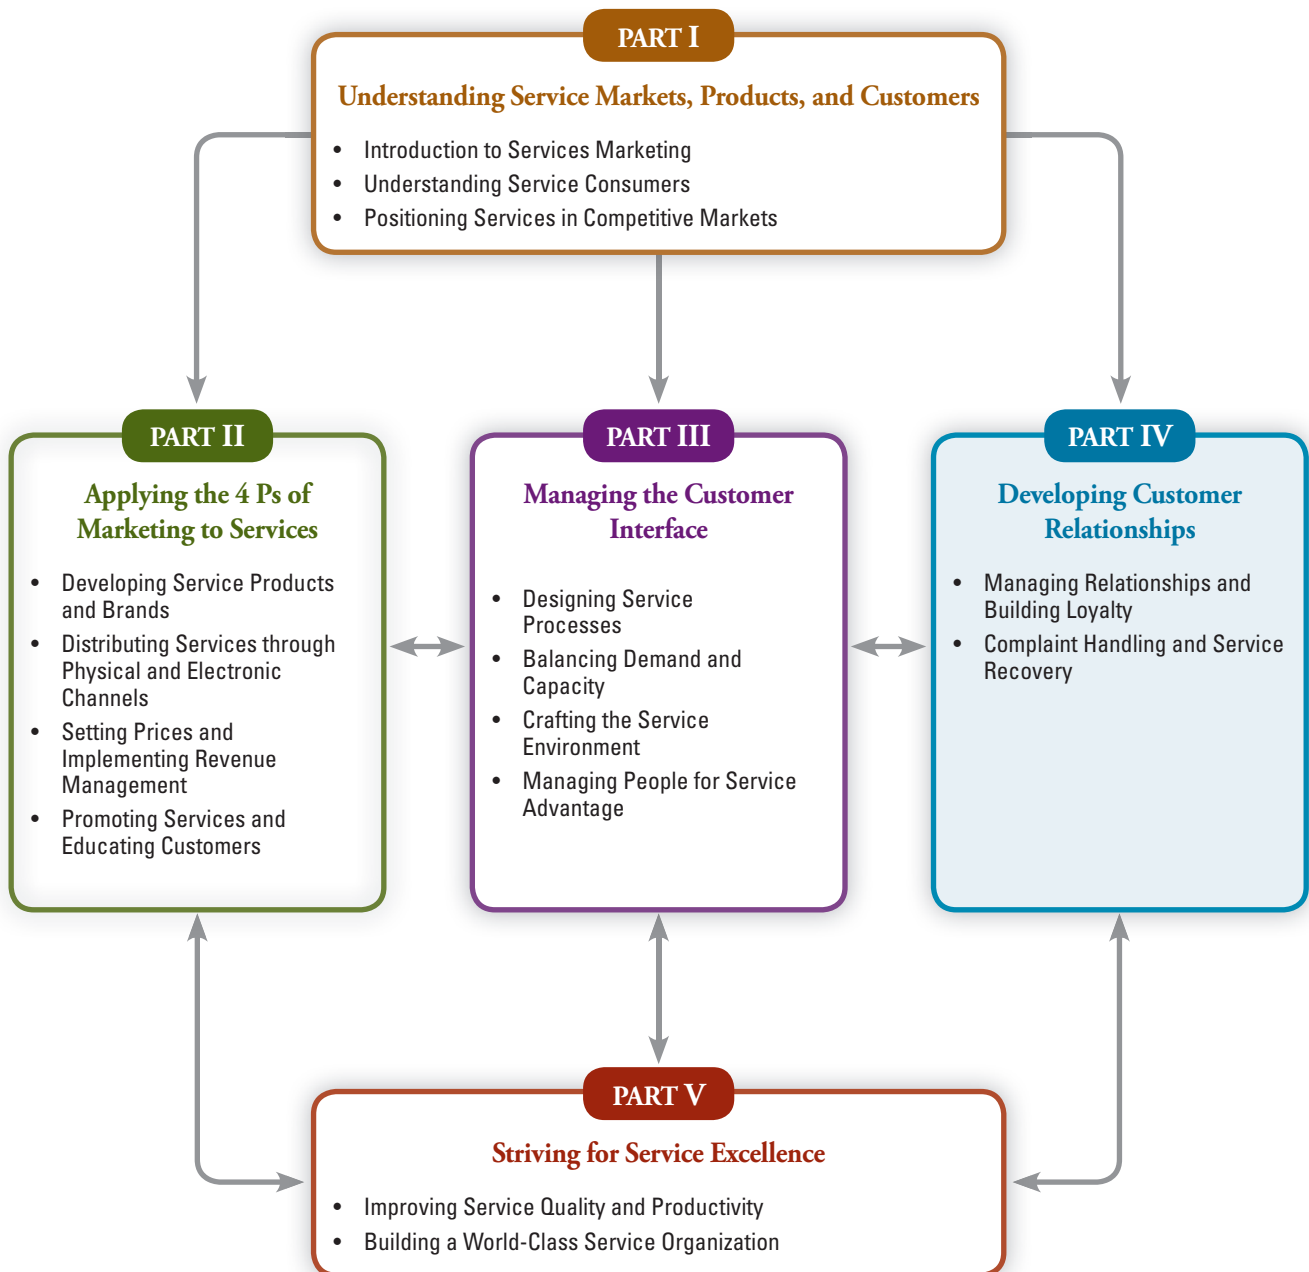 PART I
Understanding Service Markets, Products, and Customers
• Introduction to Services Marketing
• Understanding Service Consumers
• Positioning Services in Competitive Markets
PART II
Applying the 4 Ps of
Marketing to Services
• Developing Service Products
and Brands
• Distributing Services through
Physical and Electronic
Channels
• Setting Prices and
Implementing Revenue
Management
• Promoting Services and
Educating Customers
PART III
Managing the Customer
Interface
• Designing Service
Processes
• Balancing Demand and
Capacity
• Crafting the Service
Environment
• Managing People for Service
Advantage
PART IV
Developing Customer
Relationships
• Managing Relationships and
Building Loyalty
• Complaint Handling and Service
Recovery
PART V
Striving for Service Excellence
• Improving Service Quality and Productivity
• Building a World-Class Service Organization